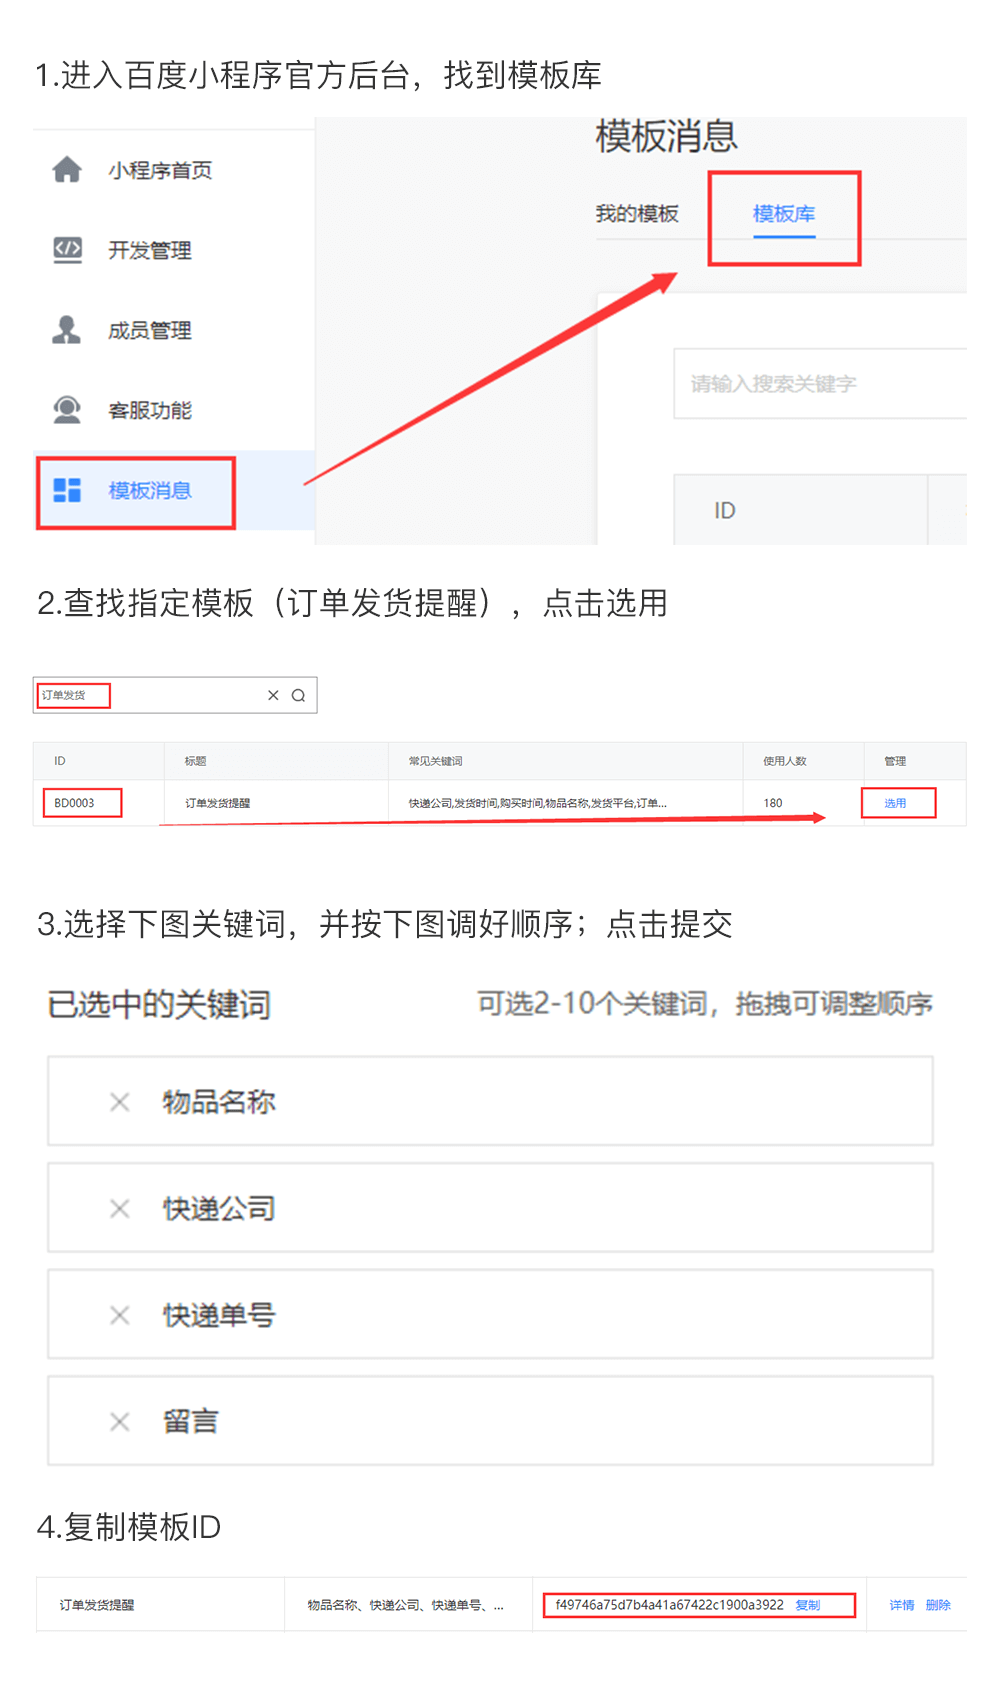 1.进入百度小程序官方后台，找到模板库
模板消息
小程序首页
我的模板 模板库
开发管理
成员管理
请输入搜索关键字
客服功能
模板消息
ID
2.查找指定模板（订单发货提醒），点击选用
订单发货
ID 标题 常见关键词 使用人数 管理
BD0003 订单发货提醒 快递公司,发货时间,购买时间,物品名称,发货平台,订单... 180 选用
3.选择下图关键词，并按下图调好顺序；点击提交
已选中的关键词 可选2-10个关键词，拖拽可调整顺序
物品名称
快递公司
快递单号
留言
4.复制模板ID
订单发货提醒 物品名称、快递公司、快递单号、... f49746a75d7b4a41a67422c1900a3922 复制 详情 删除